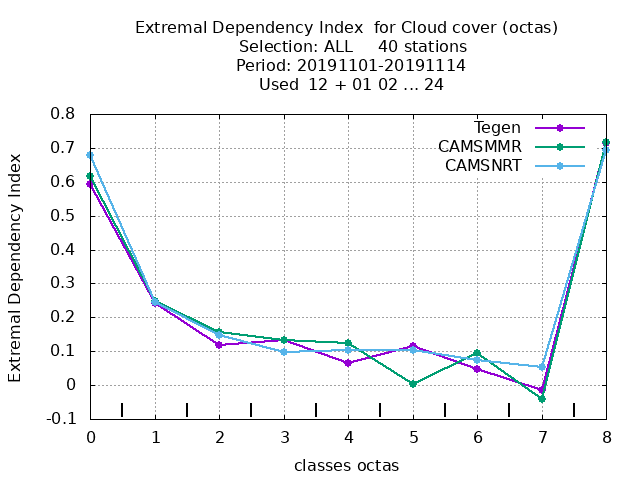 Extremal Dependency Index for Cloud cover (octas)
Selection: ALL 40 stations
Period: 20191101-20191114
Used 12 + 01 02 ... 24
Tegen
CAMSMMR
CAMSNRT
Extremal Dependency Index
0.8
0.7
0.6
0.5
0.4
0.3
0.2
0.1
0
-0.1
0 1 2 3 4 5 6 7 8
classes octas